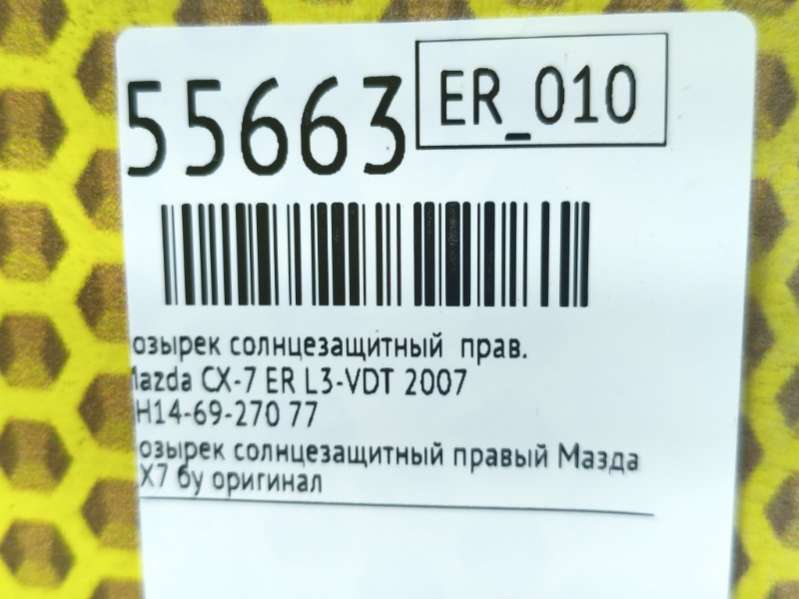 55663
ER_010
озырек солнцезащитный прав.
Mazda CX-7 ER L3-VDT 2007
H14-69-270 77
озырек солнцезащитный правый Мазда
X7 бу оригинал